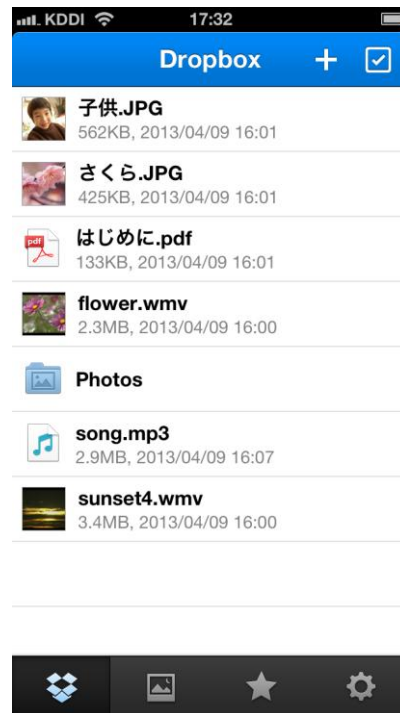 KDDI 17:32
Dropbox
子供.JPG
562KB, 2013/04/09 16:01
さくら.JPG
425KB, 2013/04/09 16:01
pdf
はじめに.pdf
133KB, 2013/04/09 16:01
flower.wmv
2.3MB, 2013/04/09 16:00
Photos
song.mp3
2.9MB, 2013/04/09 16:07
sunset4.wmv
3.4MB, 2013/04/09 16:00